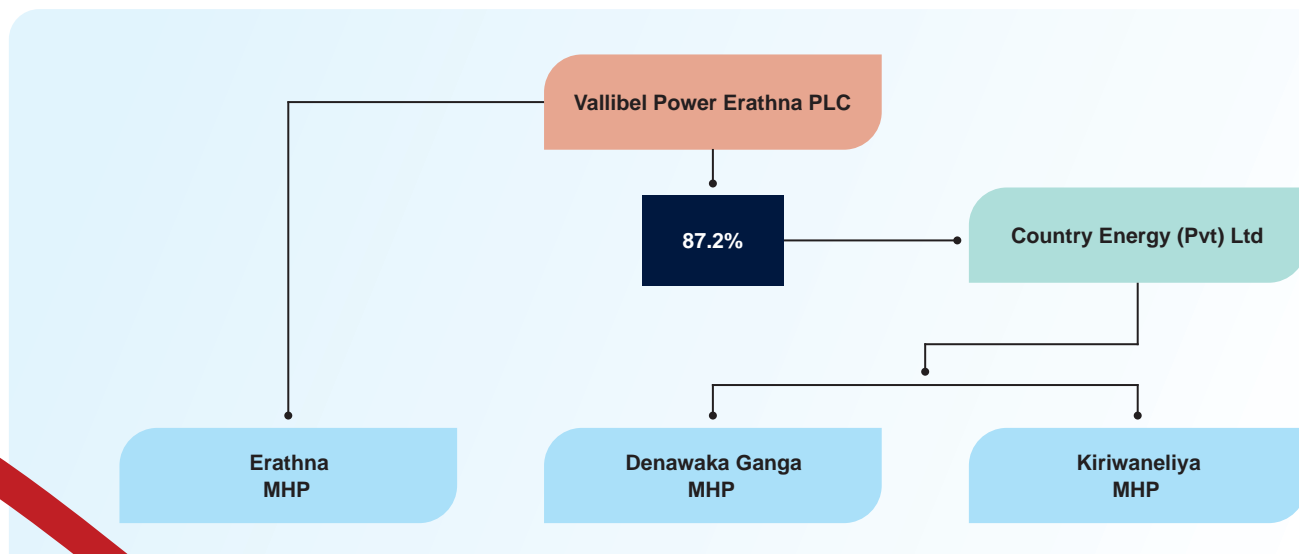 Vallibel Power Erathna PLC
87.2%
Country Energy (Pvt) Ltd
Erathna
MHP
Denawaka Ganga
MHP
Kiriwaneliya
MHP